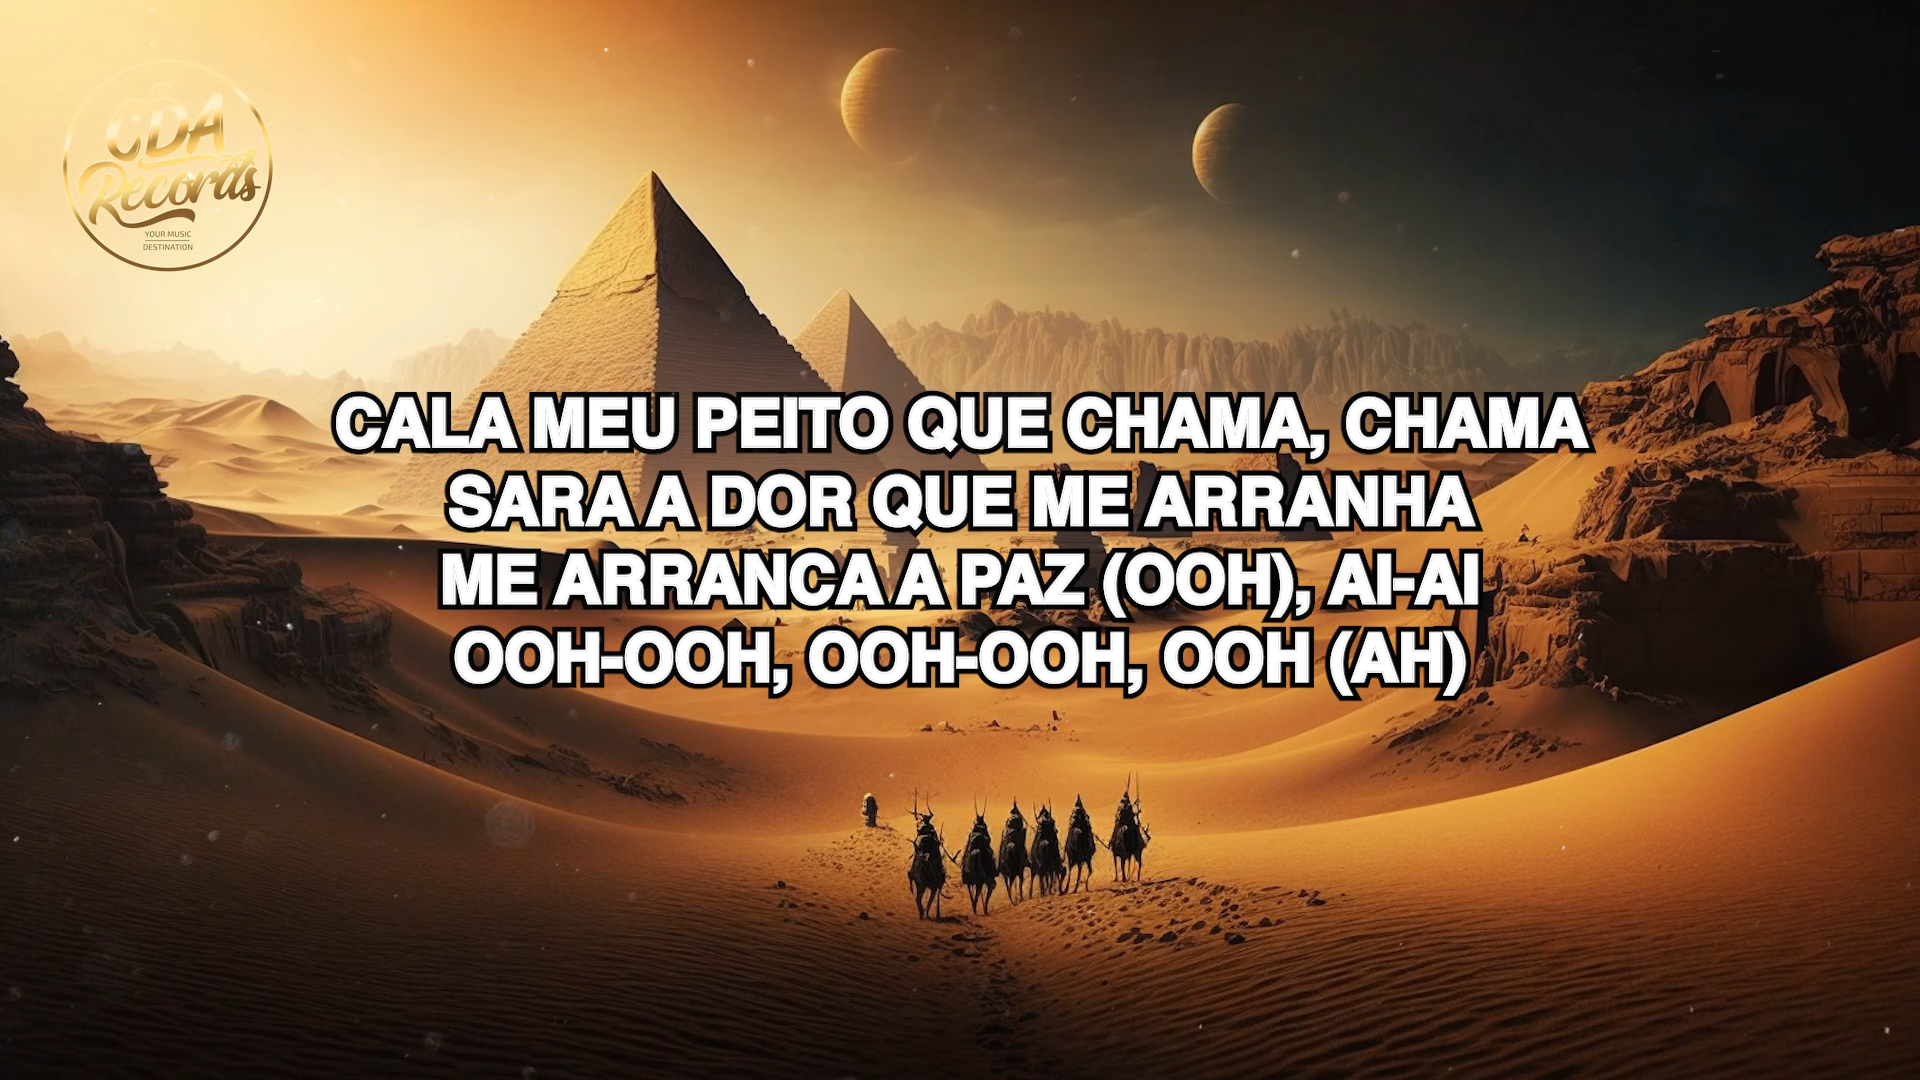 CDA
Records
YOUR MUSIC
DESTINATION
CALA MEU PEITO QUE CHAMA, CHAMA
SARA A DOR QUE ME ARRANHA
ME ARRANCA A PAZ (OOH), AI-AI
OOH-OOH, OOH-OOH, OOH (AH)